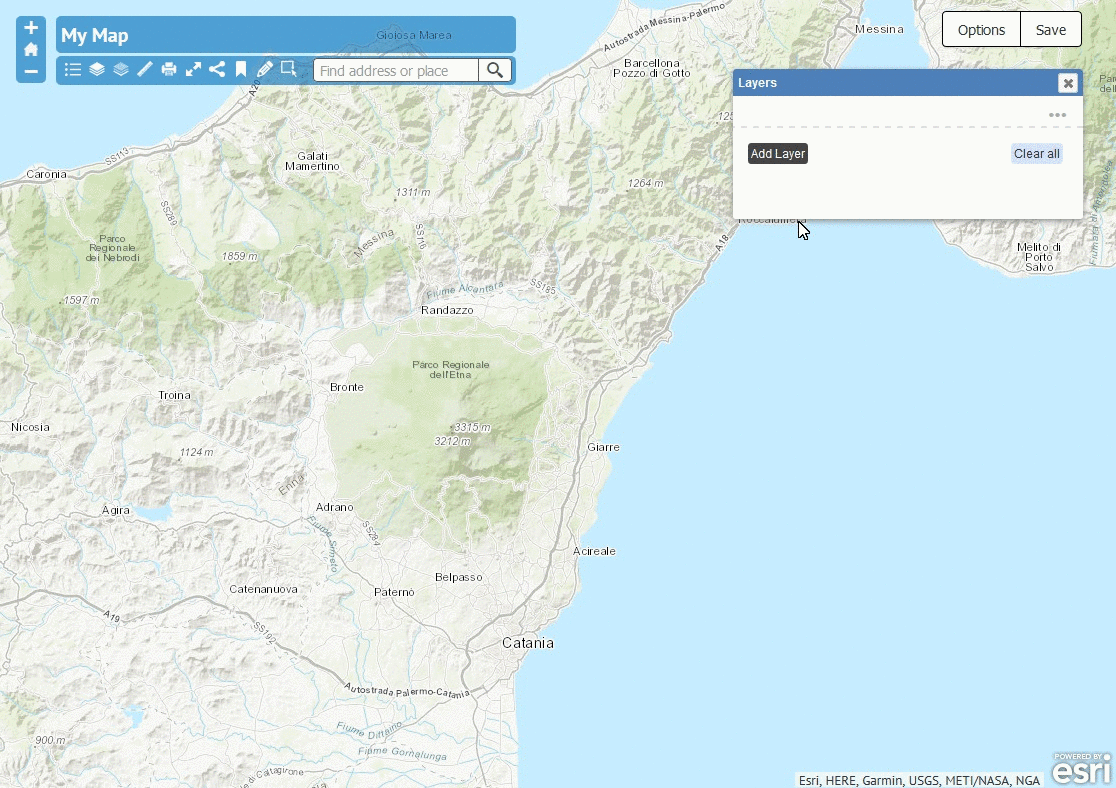 My Map
Find address or place
Options
Save
Layers
Add Layer
Clear all
Gioiosa Marea
Autostrada Messina-Palermo
Messina
Barcellona
Pozzo di Gotto
A20
SS113
Caronia
Galati
Mamertino
1264 m
1311 m
SS289
SS716
Messina
A18
Parco
Regionale
dei Nebrodi
1859 m
Melito di
Porto
Salvo
1597 m
Fiume Alcantara
SS185
Randazzo
Parco Regionale
dell'Etna
Bronte
Troina
Nicosia
3315 m
3212 m
1124 m
Giarre
Enna
Agira
Adrano
Fiume Simeto
SS284
Acireale
Belpasso
Catenanuova
Paternò
A19
SS192
Catania
Autostrada Palermo-Catania
Fiume Dittaino
900 m
Fiume Gornalunga
di Caltagirone
Esri, HERE, Garmin, USGS, METI/NASA, NGA
POWERED BY
esri